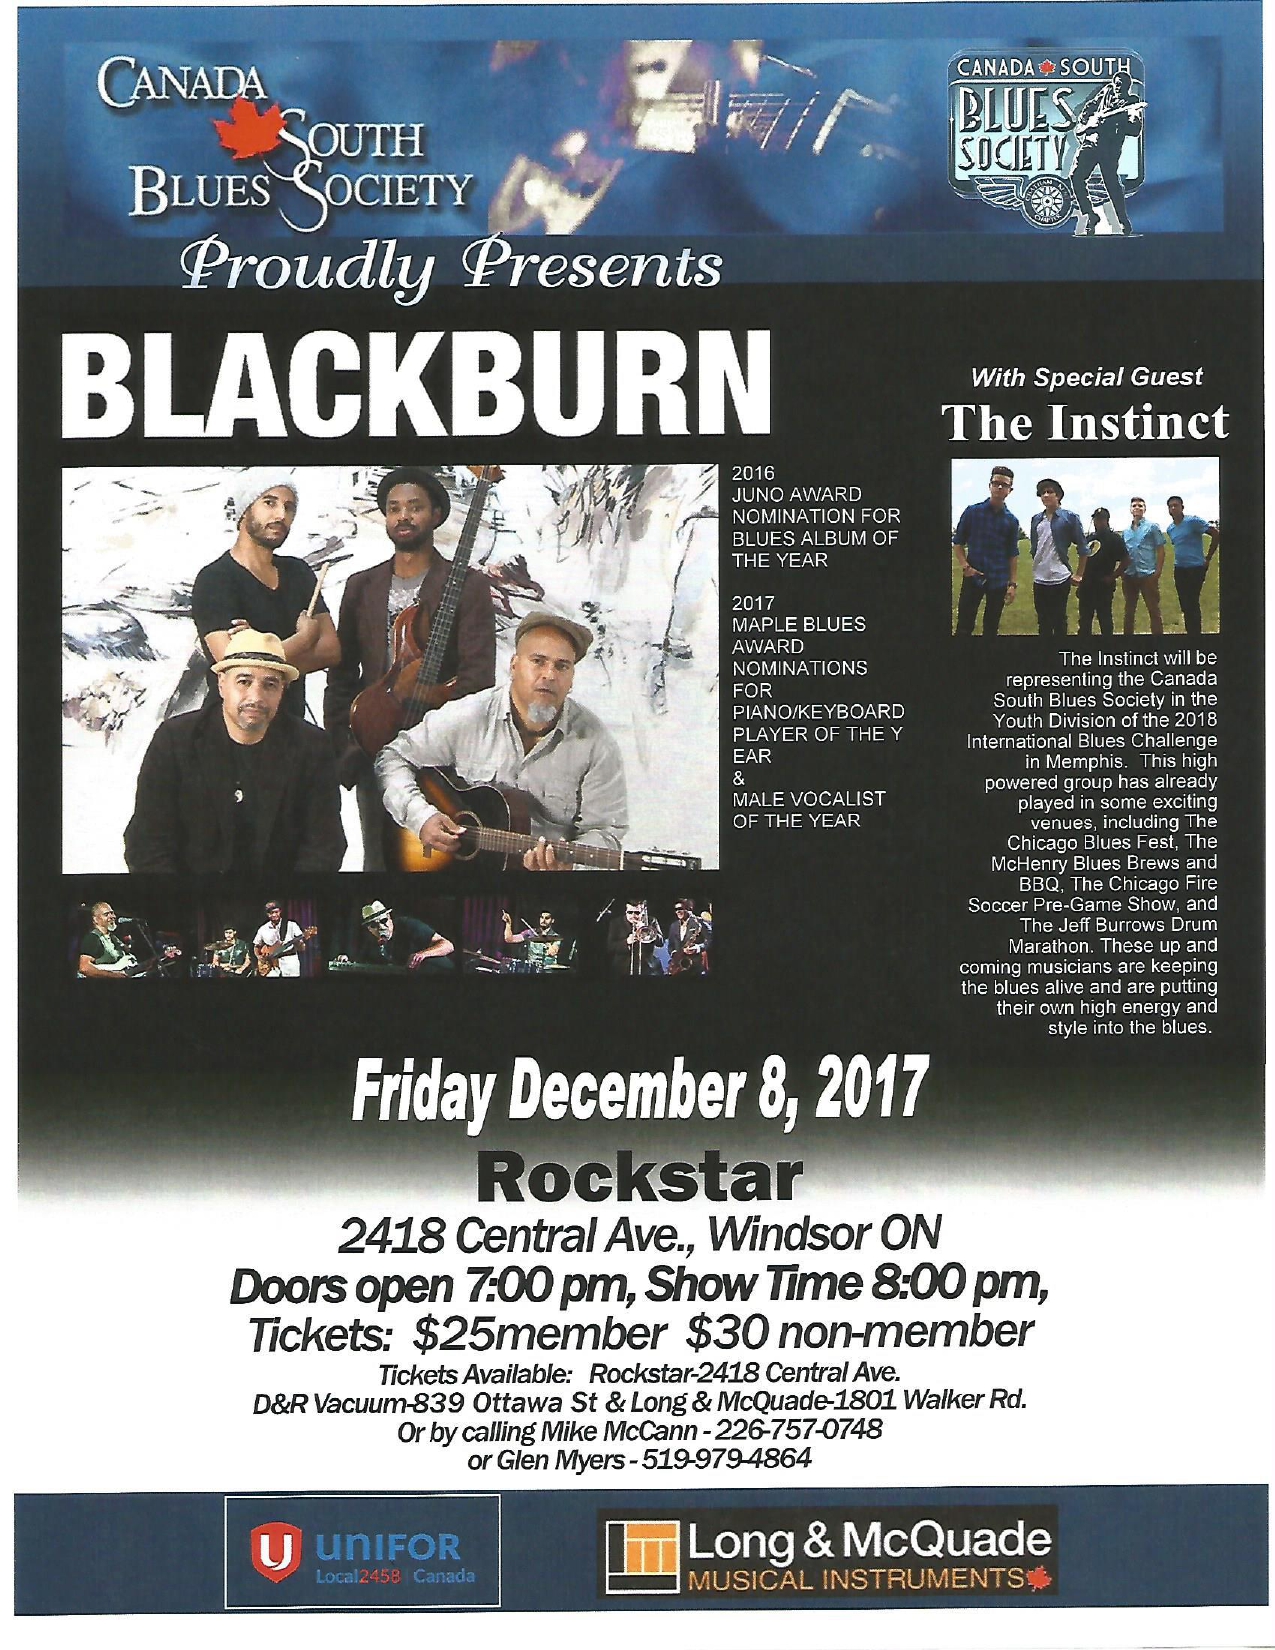 CANADA
SOUTH
BLUES SOCIETY
CANADA SOUTH
BLUES
SOCIETY
Proudly Presents
BLACKBURN
2016
JUNO AWARD
NOMINATION FOR
BLUES ALBUM OF
THE YEAR
2017
MAPLE BLUES
AWARD
NOMINATIONS
FOR
PIANO/KEYBOARD
PLAYER OF THE Y
EAR
&
MALE VOCALIST
OF THE YEAR
With Special Guest
The Instinct
The Instinct will be
representing the Canada
South Blues Society in the
Youth Division of the 2018
International Blues Challenge
in Memphis. This high
powered group has already
played in some exciting
venues, including The
Chicago Blues Fest, The
McHenry Blues Brews and
BBQ, The Chicago Fire
Soccer Pre-Game Show, and
The Jeff Burrows Drum
Marathon. These up and
coming musicians are keeping
the blues alive and are putting
their own high energy and
style into the blues.
Friday December 8, 2017
Rockstar
2418 Central Ave., Windsor ON
Doors open 7:00 pm, Show Time 8:00 pm,
Tickets: $25member $30 non-member
Tickets Available: Rockstar-2418 Central Ave.
D&R Vacuum-839 Ottawa St & Long & McQuade-1801 Walker Rd.
Or by calling Mike McCann - 226-757-0748
or Glen Myers - 519-979-4864
UNIFOR
Local2458 Canada
Long & McQuade
MUSICAL INSTRUMENTS